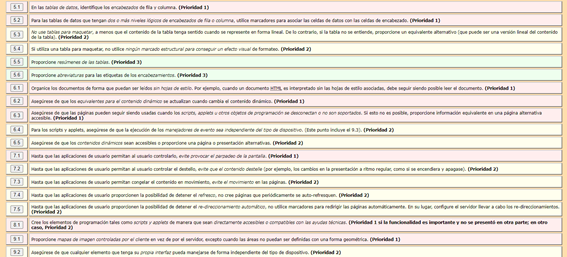 5.1 En las tablas de datos, identifique los encabezados de fila y columna. (Prioridad 1)
5.2 Para las tablas de datos que tengan dos o más niveles lógicos de encabezados de fila o columna, utilice marcadores para asociar las celdas de datos con las celdas de encabezado. (Prioridad 1)
5.3 No use tablas para maquetar, a menos que el contenido de la tabla tenga sentido cuando se represente en forma lineal. De lo contrario, si la tabla no se entiende, proporcione un equivalente alternativo (que puede ser una versión lineal del contenido
de la tabla). (Prioridad 2)
5.4 Si utiliza una tabla para maquetar, no utilice ningún marcado estructural para conseguir un efecto visual de formateo. (Prioridad 2)
5.5 Proporcione resúmenes de las tablas. (Prioridad 3)
5.6 Proporcione abreviaturas para las etiquetas de los encabezamientos. (Prioridad 3)
6.1 Organice los documentos de forma que puedan ser leídos sin hojas de estilo. Por ejemplo, cuando un documento HTML es interpretado sin las hojas de estilo asociadas, debe seguir siendo posible leer el documento. (Prioridad 1)
6.2 Asegúrese de que los equivalentes para el contenido dinámico se actualizan cuando cambia el contenido dinámico. (Prioridad 1)
6.3 Asegúrese de que las páginas pueden seguir siendo usadas cuando los scripts, applets u otros objetos de programación se desconectan o no son soportados. Si esto no es posible, proporcione información equivalente en una página alternativa
accesible. (Prioridad 1)
6.4 Para los scripts y applets, asegúrese de que la ejecución de los manejadores de evento sea independiente del tipo de dispositivo. (Este punto incluye el 9.3). (Prioridad 2)
6.5 Asegúrese de que los contenidos dinámicos sean accesibles o proporcione una página o presentación alternativas. (Prioridad 2)
7.1 Hasta que las aplicaciones de usuario permitan al usuario controlarlo, evite provocar el parpadeo de la pantalla. (Prioridad 1)
7.2 Hasta que las aplicaciones de usuario permitan al usuario controlar el destello, evite que el contenido destelle (por ejemplo, los cambios en la presentación a ritmo regular, como si se encendiera y apagase). (Prioridad 2)
7.3 Hasta que las aplicaciones de usuario permitan congelar el contenido en movimiento, evite el movimiento en las páginas. (Prioridad 2)
7.4 Hasta que las aplicaciones de usuario proporcionen la posibilidad de detener el refresco, no cree páginas que periódicamente se auto-refresquen. (Prioridad 2)
7.5 Hasta que las aplicaciones de usuario proporcionen la posibilidad de detener el re-direccionamiento automático, no utilice marcadores para redirigir las páginas automáticamente. En su lugar, configure el servidor llevar a cabo los re-direccionamientos.
(Prioridad 2)
8.1 Cree los elementos de programación tales como scripts y applets de manera que sean directamente accesibles o compatibles con las ayudas técnicas. (Prioridad 1 si la funcionalidad es importante y no se presentó en otra parte; en otro
caso, Prioridad 2)
9.1 Proporcione mapas de imagen controlados por el cliente en vez de por el servidor, excepto cuando las áreas no puedan ser definidas con una forma geométrica. (Prioridad 1)
9.2 Asegúrese de que cualquier elemento que tenga su propia interfaz pueda manejarse de forma independiente del tipo de dispositivo. (Prioridad 2)